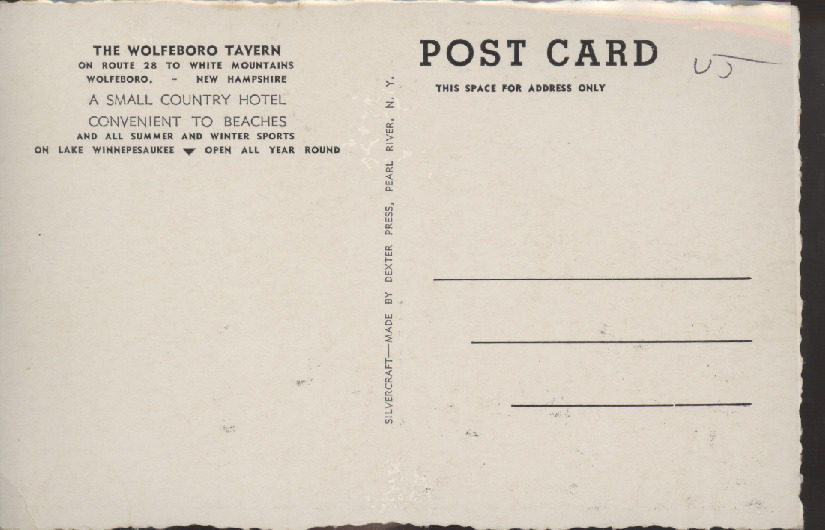 THE WOLFEBORO TAVERN
ON ROUTE 28 TO WHITE MOUNTAINS
WOLFEBORO, - NEW HAMPSHIRE
A SMALL COUNTRY HOTEL
CONVENIENT TO BEACHES
AND ALL SUMMER AND WINTER SPORTS
ON LAKE WINNEPESAUKEE ▼ OPEN ALL YEAR ROUND
SILVERCRAFT—MADE BY DEXTER PRESS, PEARL RIVER, N. Y.
POST CARD
THIS SPACE FOR ADDRESS ONLY